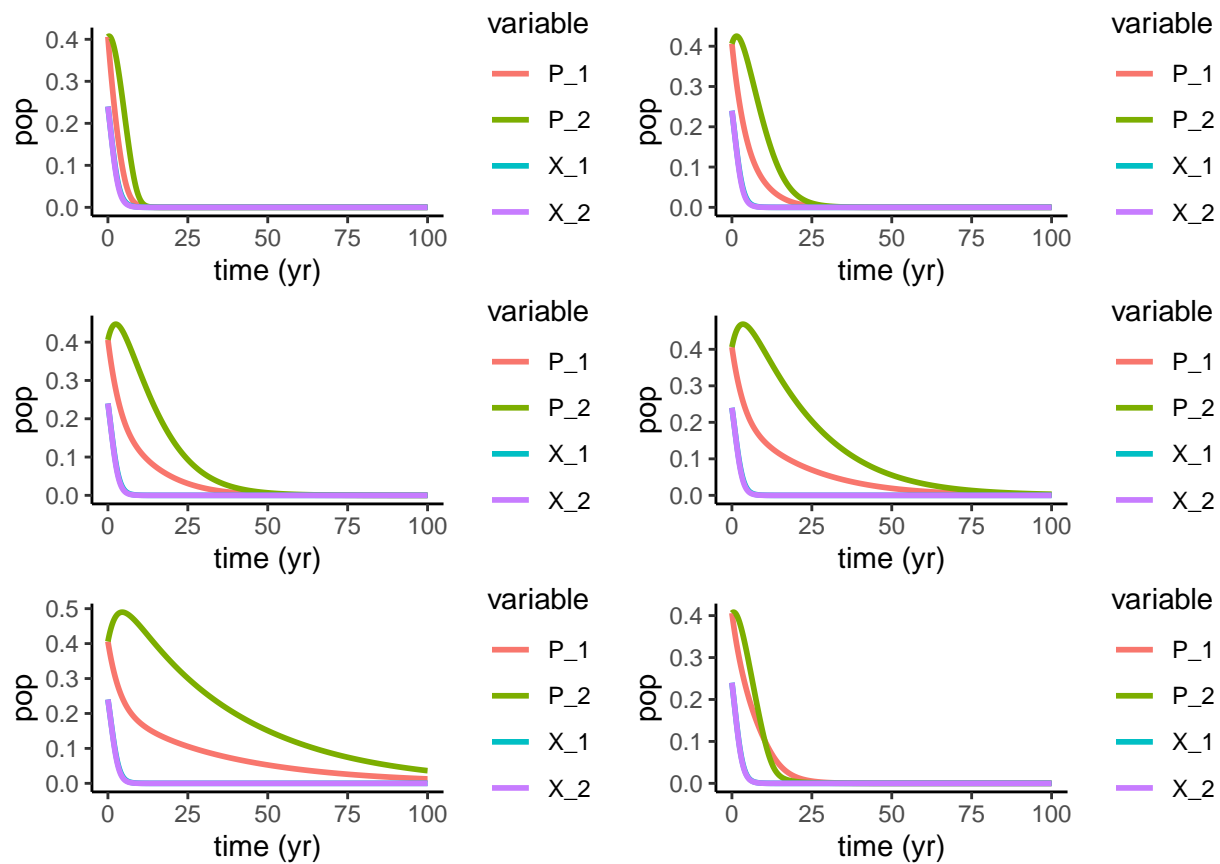 variable
pop
0.4
0.3
0.2
0.1
0.0
0 25 50 75 100
time (yr)
P_1
P_2
X_1
X_2
variable
pop
0.4
0.3
0.2
0.1
0.0
0 25 50 75 100
time (yr)
P_1
P_2
X_1
X_2
variable
pop
0.4
0.3
0.2
0.1
0.0
0 25 50 75 100
time (yr)
P_1
P_2
X_1
X_2
variable
pop
0.4
0.3
0.2
0.1
0.0
0 25 50 75 100
time (yr)
P_1
P_2
X_1
X_2
variable
pop
0.5
0.4
0.3
0.2
0.1
0.0
0 25 50 75 100
time (yr)
P_1
P_2
X_1
X_2
variable
pop
0.4
0.3
0.2
0.1
0.0
0 25 50 75 100
time (yr)
P_1
P_2
X_1
X_2